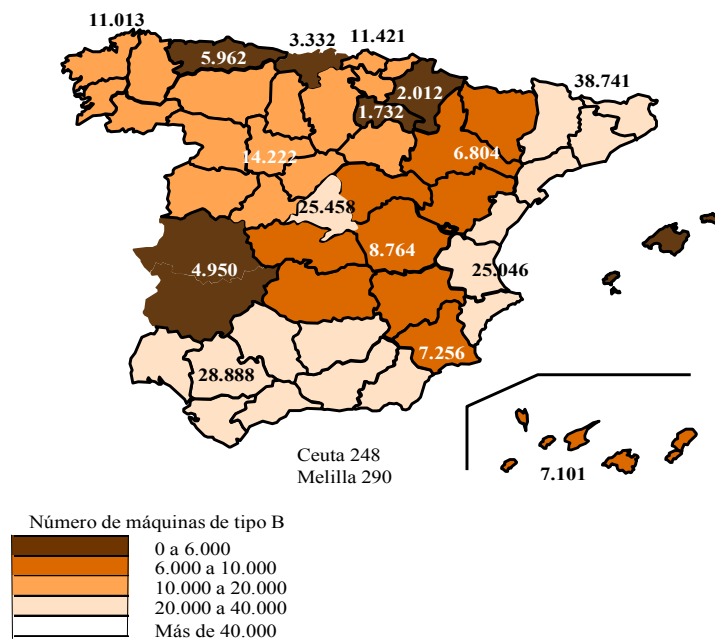 11.013
3.332
11.421
5.962
38.741
2.012
1.732
14.222
6.804
25.458
8.764
4.950
25.046
7.256
28.888
Ceuta 248
Melilla 290
7.101
Número de máquinas de tipo B
0 a 6.000
6.000 a 10.000
10.000 a 20.000
20.000 a 40.000
Más de 40.000